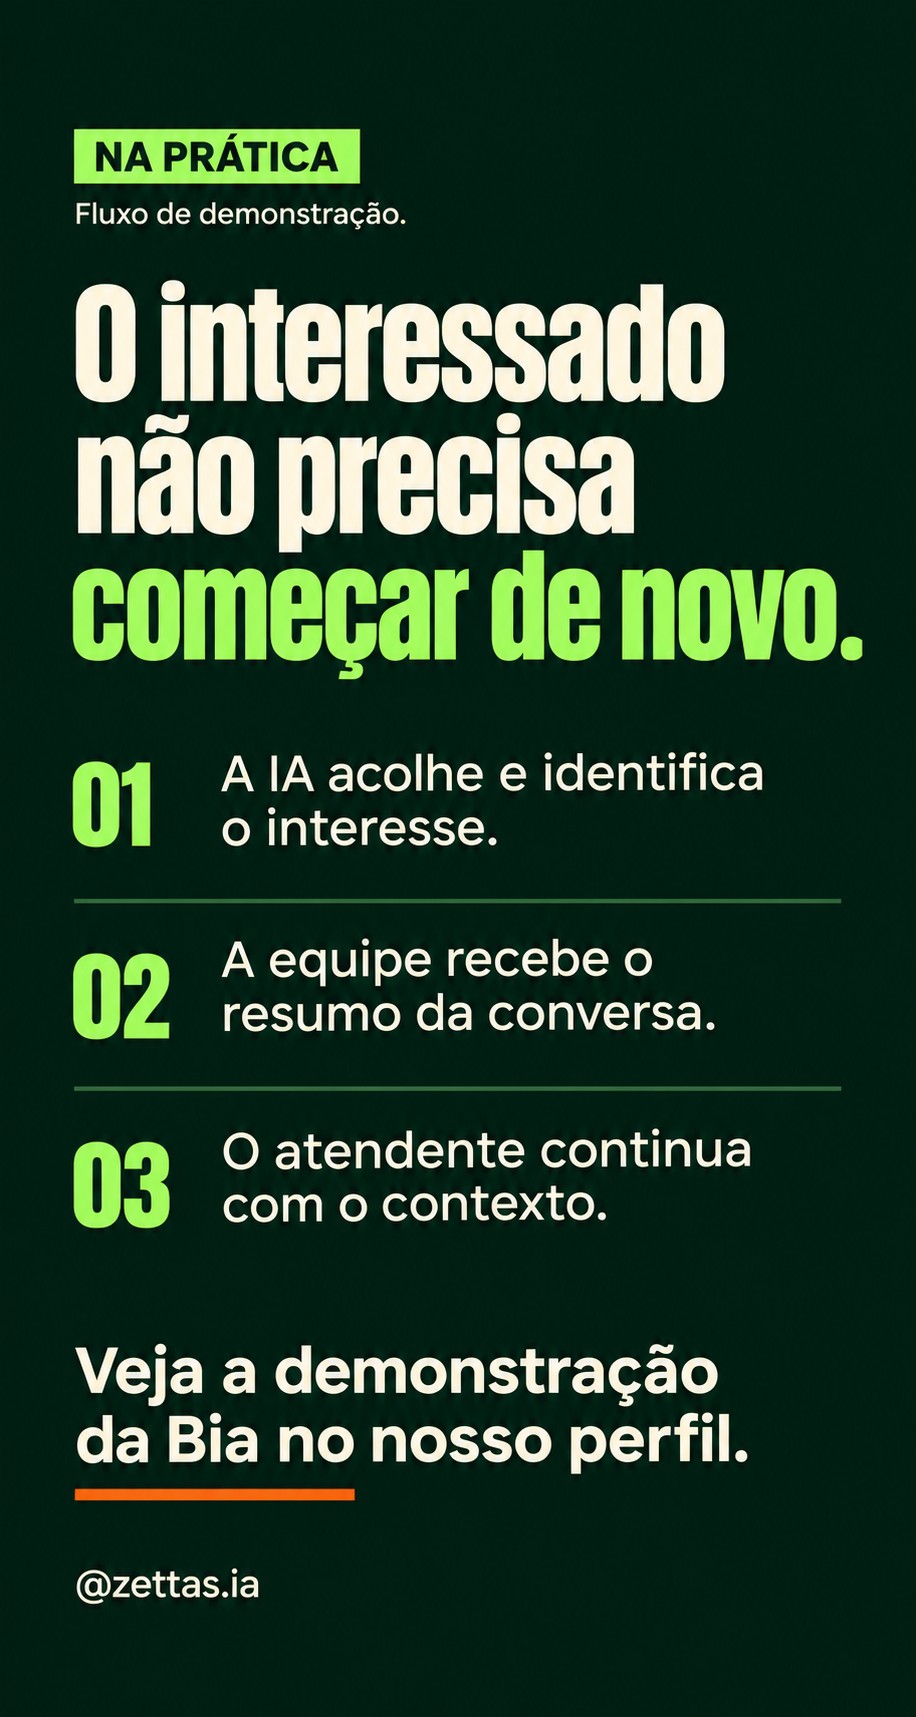 NA PRÁTICA
Fluxo de demonstração.
O interessado
não precisa
começar de novo.
01
A IA acolhe e identifica
o interesse.
02
A equipe recebe o
resumo da conversa.
03
O atendente continua
com o contexto.
Veja a demonstração
da Bia no nosso perfil.
@zettas.ia